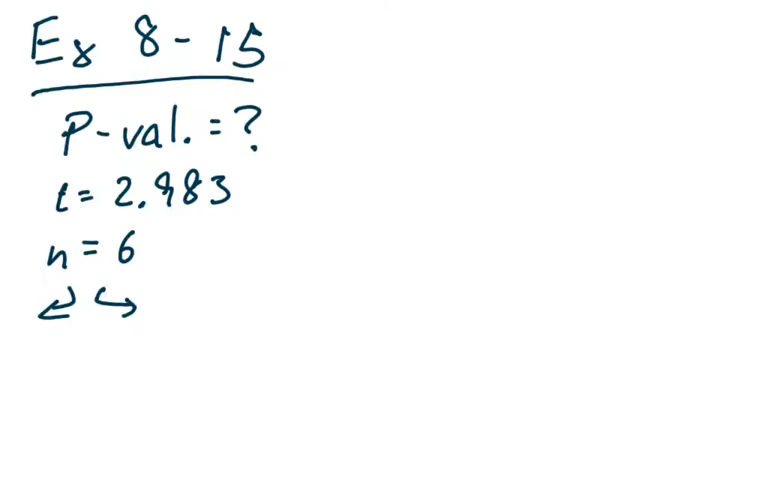 Ex 8-15
P-val. = ?
t = 2.983
n = 6
↩ ↪